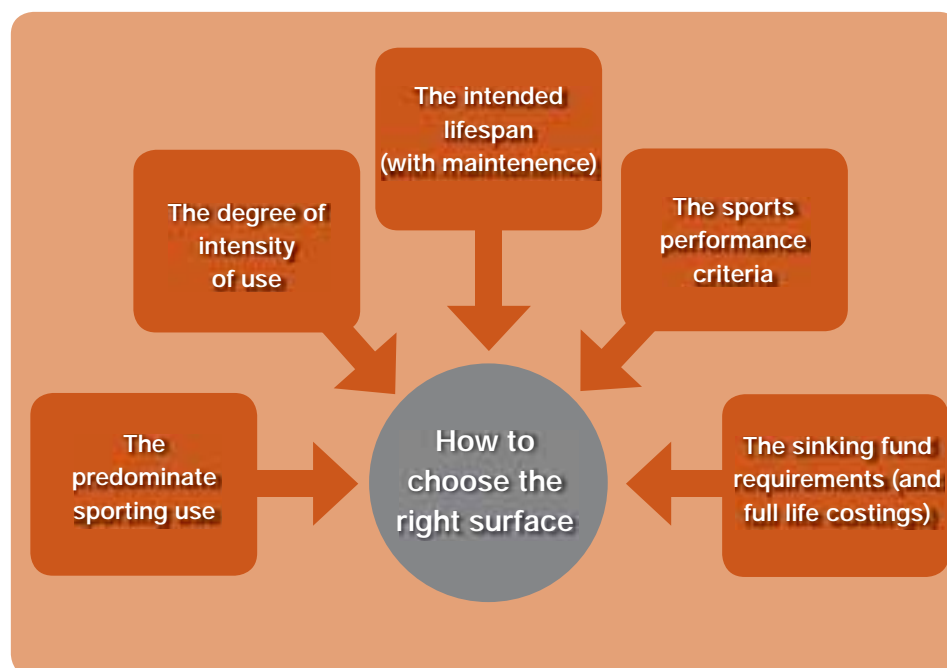 The intended
lifespan
(with maintenence)
The degree of
intensity
of use
The sports
performance
criteria
The
predominate
sporting use
How to
choose the
right surface
The sinking fund
requirements (and
full life costings)